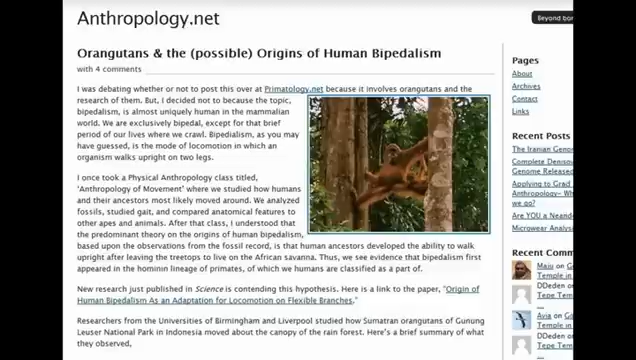 Anthropology.net
Beyond bon
Orangutans & the (possible) Origins of Human Bipedalism
with 4 comments
I was debating whether or not to post this over at Primatology.net because it involves orangutans and the
research of them. But, I decided not to because the topic,
bipedalism, is almost uniquely human in the mammalian
world. We are exclusively bipedal, except for that brief
period of our lives where we crawl. Bipedialism, as you may
have guessed, is the mode of locomotion in which an
organism walks upright on two legs.
I once took a Physical Anthropology class titled,
'Anthropology of Movement' where we studied how humans
and their ancestors most likely moved around. We analyzed
fossils, studied gait, and compared anatomical features to
other apes and animals. After that class, I understood that
the predominant theory on the origins of human bipedalism,
based upon the observations from the fossil record, is that human ancestors developed the ability to walk
upright after leaving the treetops to live on the African savanna. Thus, we see evidence that bipedalism first
appeared in the hominin lineage of primates, of which we humans are classified as a part of.
New research just published in Science is contending this hypothesis. Here is a link to the paper, "Origin of
Human Bipedalism As an Adaptation for Locomotion on Flexible Branches."
Researchers from the Universities of Birmingham and Liverpool studied how Sumatran orangutans of Gunung
Leuser National Park in Indonesia moved about the canopy of the rain forest. Here's a brief summary of what
they observed,
Pages
About
Archives
Contact
Links
Recent Posts
The Iranian Genom
Complete Denisov
Genome Released
Applying to Grad
Anthropology– Wh
we go?
Are YOU a Neand
Microwear Analysi
Recent Comm
Maju on G
Temple in
DDeden on
Tepe Tem
...
Avia on G
Temple in
DDeden on
Tepe Tem